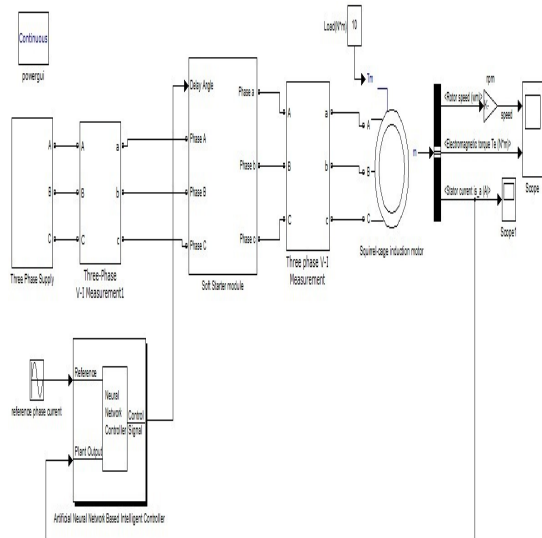 Continuous
powergui
Load(N*m)
10
Tm
Delay Angle
Phase A
Phase B
Phase C
Phase a
Phase b
Phase c
Soft Starter module
A
B
C
Three Phase Supply
A
B
C
a
b
c
Three-Phase
V-I Measurement1
A
B
C
a
b
c
Three phase V-I
Measurement
A
B
C
m
Squirrel-cage induction motor
<Rotor speed (wm)>
<Electromagnetic torque Te (N*m)>
<Stator current is_a (A)>
rpm
speed
Scope
Scope1
reference phase current
Reference
Plant Output
Neural
Network
Controller
Control
Signal
Artificial Neural Network Based Intelligent Controller